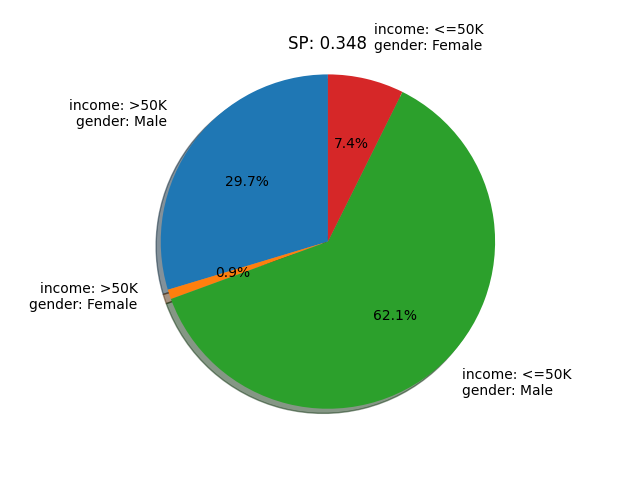 SP: 0.348
income: <=50K
gender: Female
income: >50K
gender: Male
7.4%
29.7%
0.9%
income: >50K
gender: Female
62.1%
income: <=50K
gender: Male